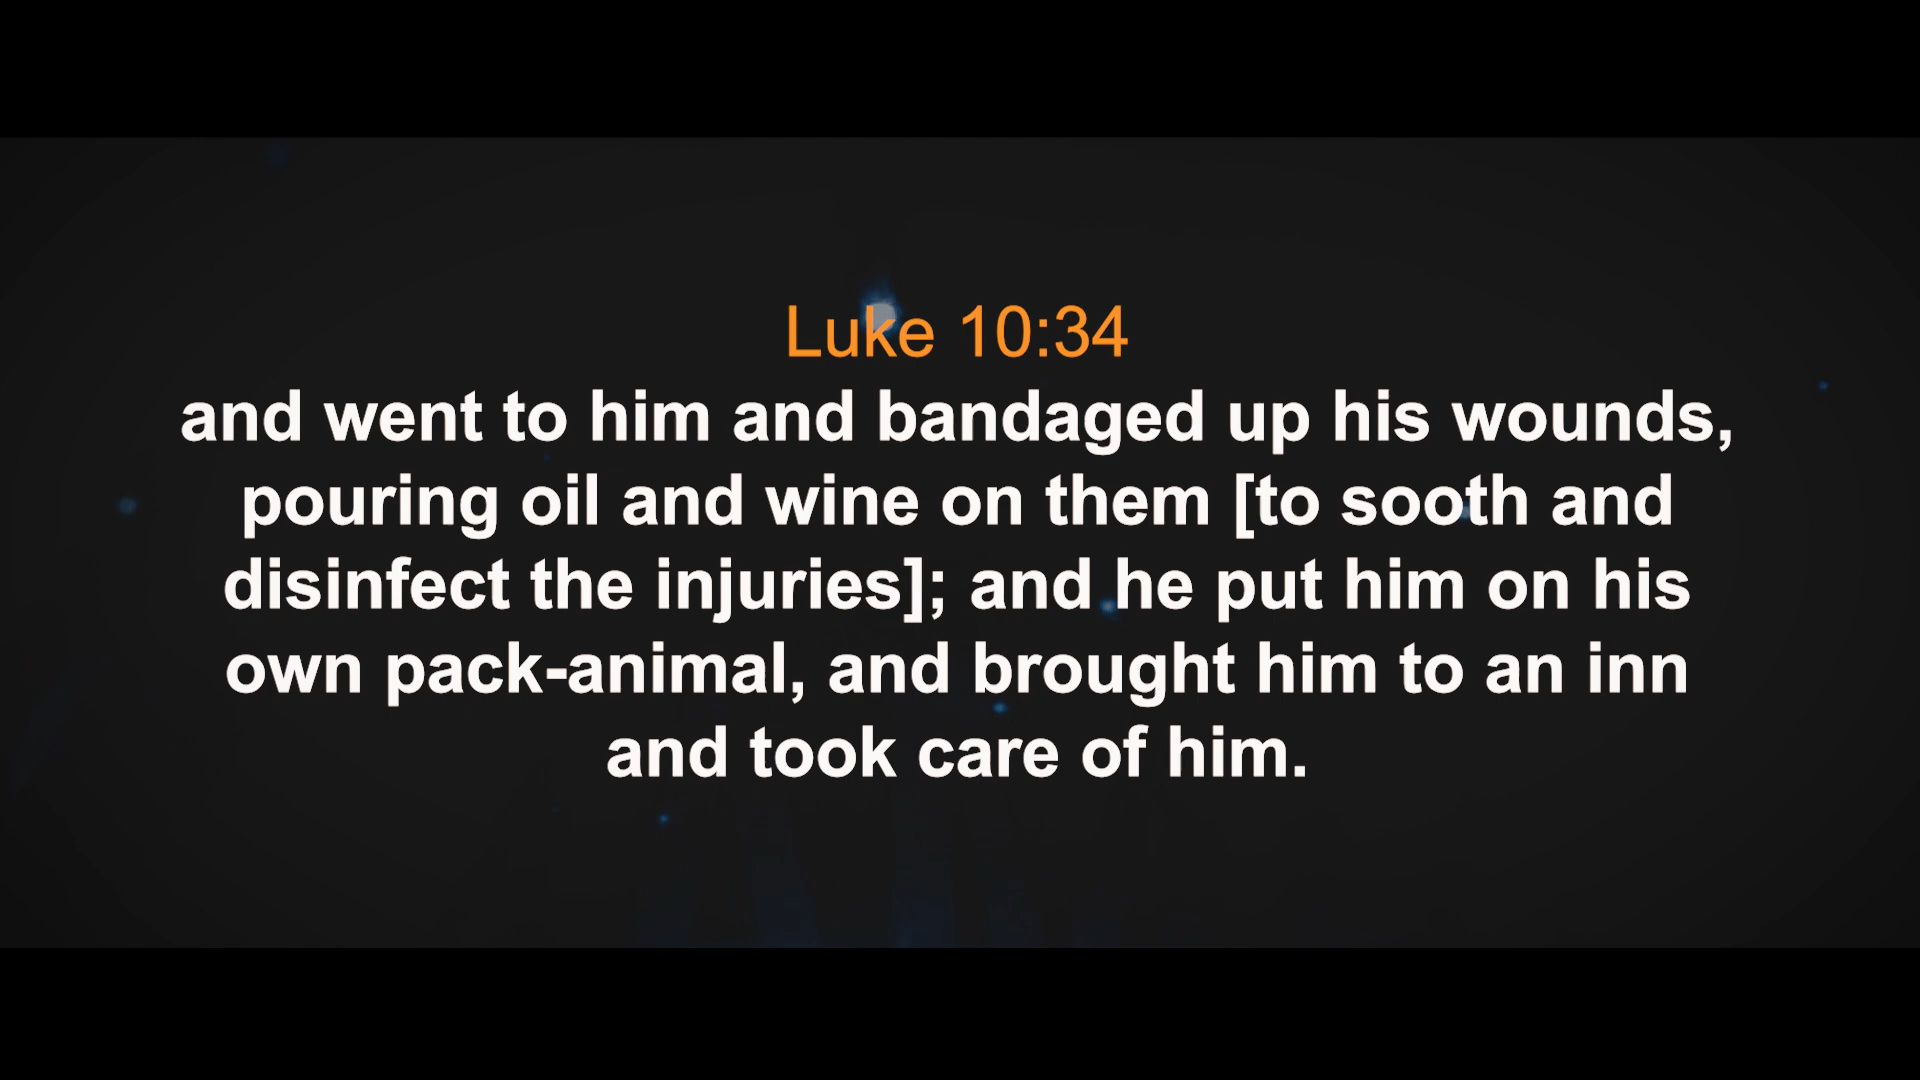 Luke 10:34
and went to him and bandaged up his wounds,
pouring oil and wine on them [to sooth and
disinfect the injuries]; and he put him on his
own pack-animal, and brought him to an inn
and took care of him.